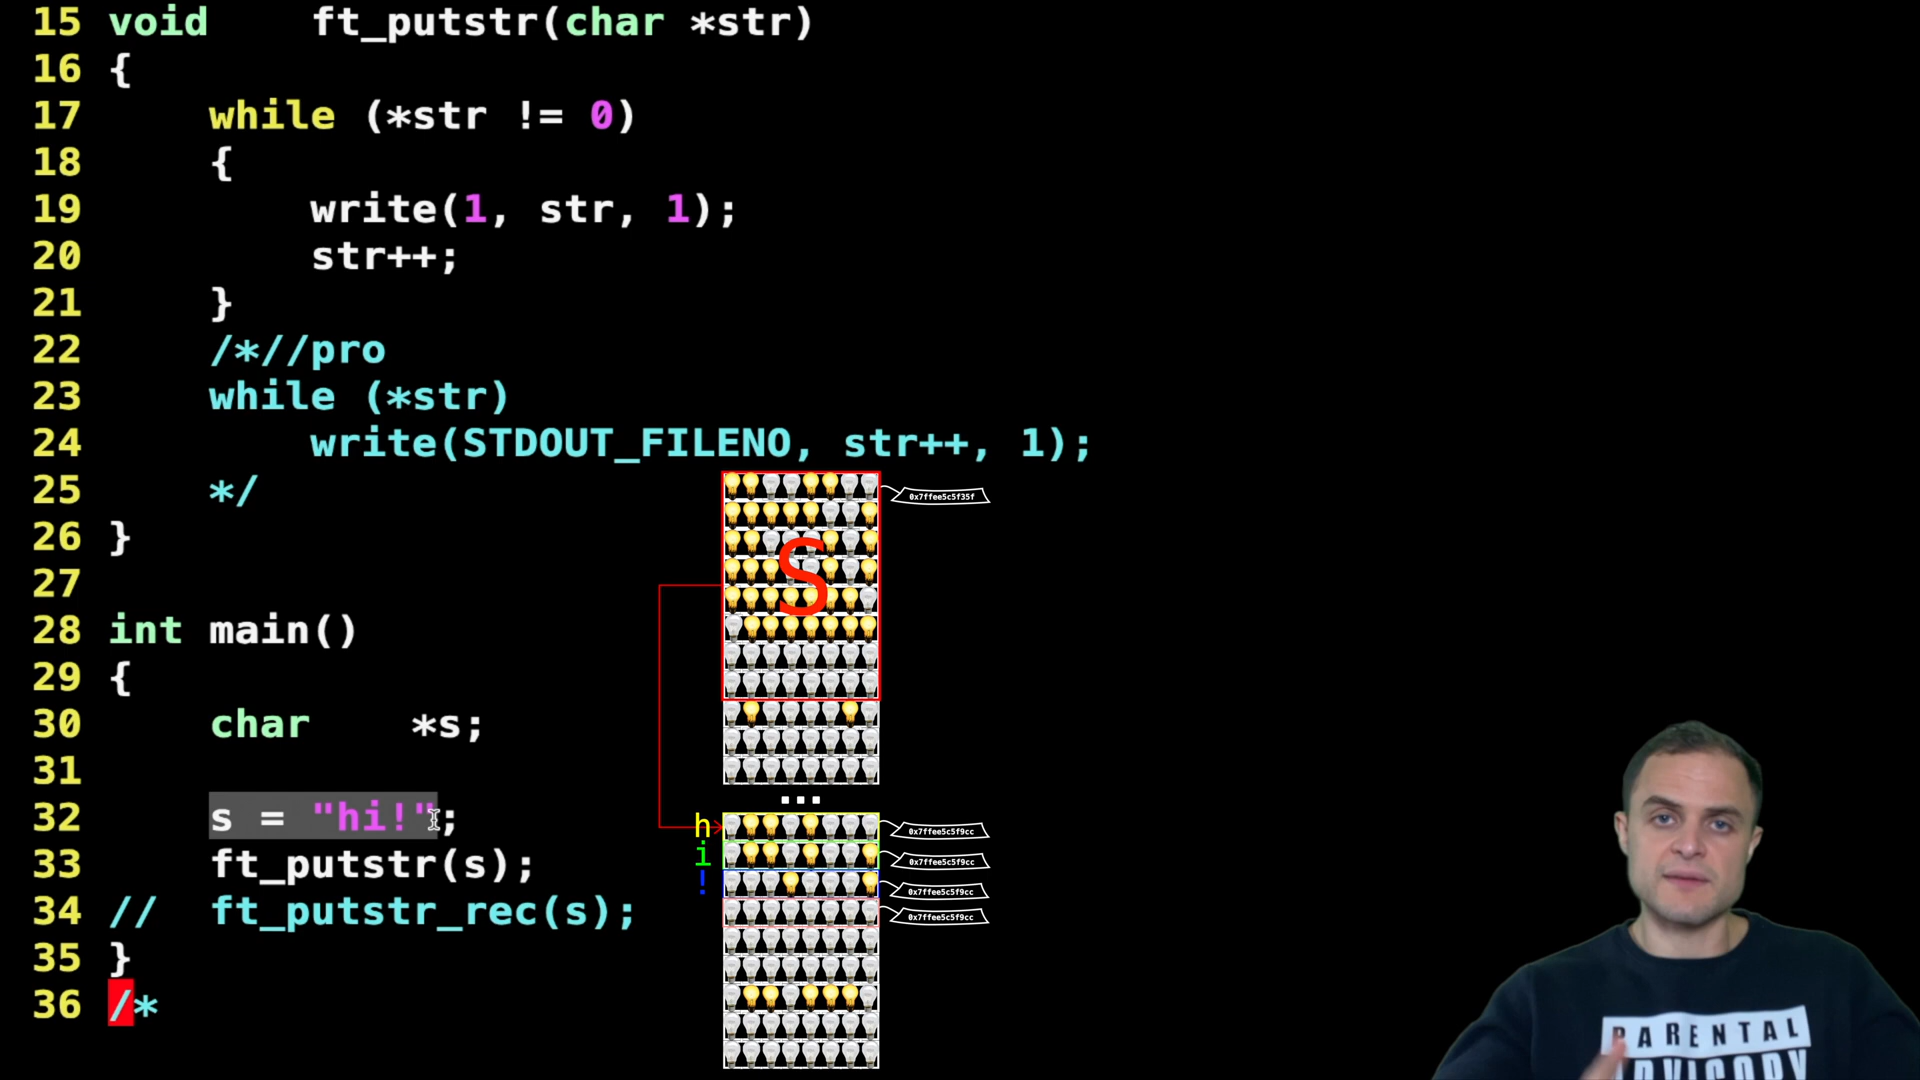 15 void ft_putstr(char *str)
16 {
17 while (*str != 0)
18 {
19 write(1, str, 1);
20 str++;
21 }
22 /*//pro
23 while (*str)
24 write(STDOUT_FILENO, str++, 1);
25 */
26 }
27
28 int main()
29 {
30 char *s;
31
32 s = "hi!";
33 ft_putstr(s);
34 // ft_putstr_rec(s);
35 }
36 /*
0x7ffee5c5f35f
S
...
h 0x7ffee5c5f9cc
i 0x7ffee5c5f9cc
! 0x7ffee5c5f9cc
0x7ffee5c5f9cc
PARENTAL
ADVISORY